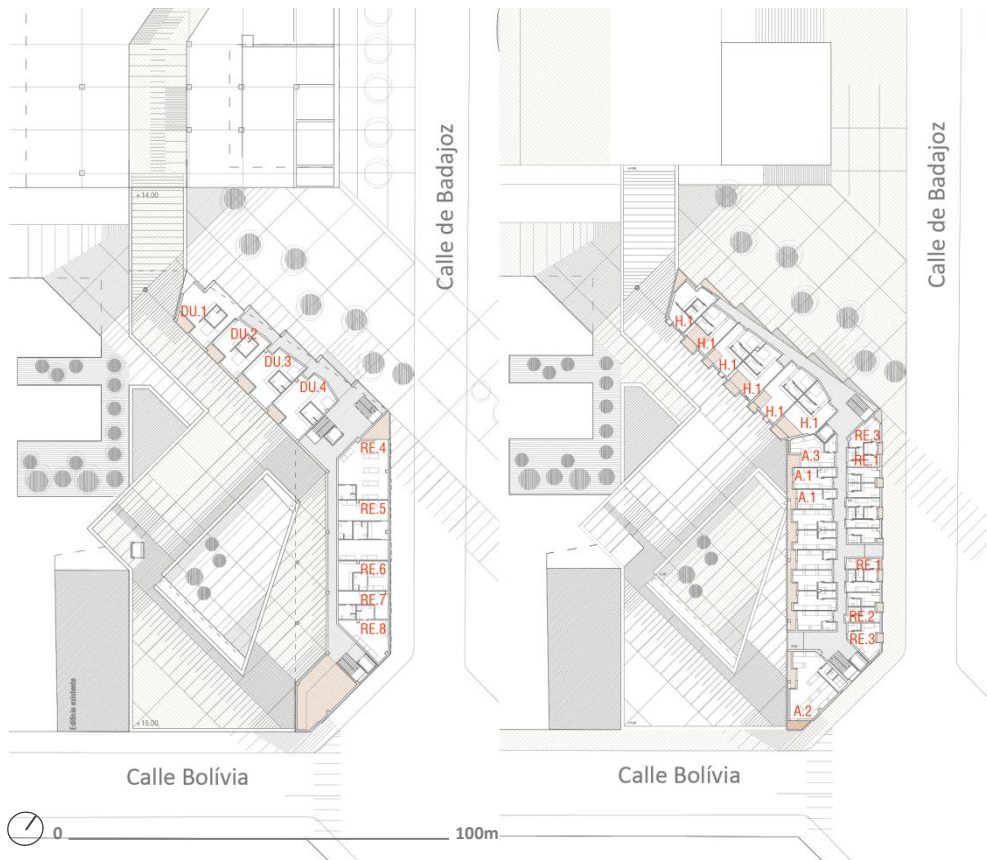 Calle de Badajoz
+14.00
DU.1
DU.2
DU.3
DU.4
RE.4
RE.5
RE.6
RE.7
RE.8
Edificio existente
+15.00
Calle Bolívia
0
100m
Calle de Badajoz
H.1
H.1
H.1
H.1
H.1
H.1
A.3
A.1
A.1
RE.3
RE.1
RE.1
RE.2
RE.3
A.2
Calle Bolívia